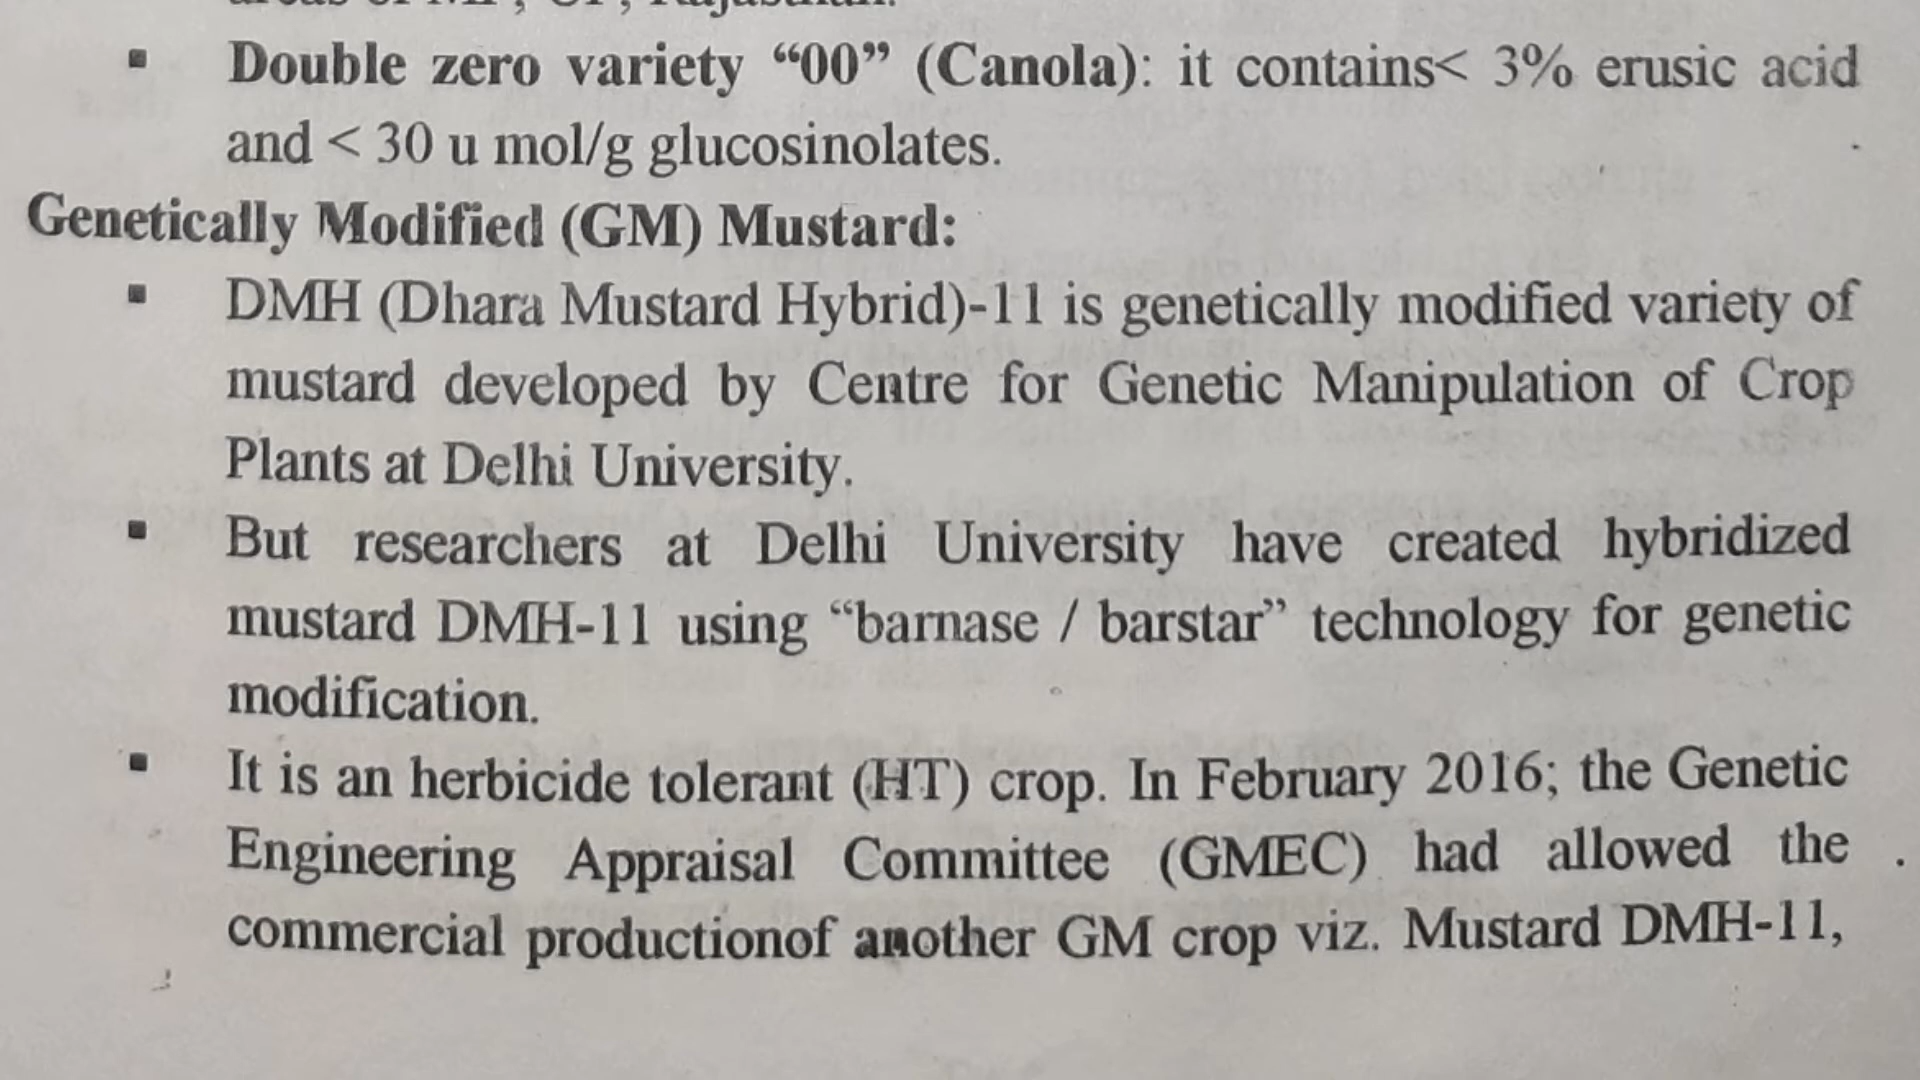 ▪ Double zero variety “00” (Canola): it contains< 3% erusic acid
and < 30 u mol/g glucosinolates.
Genetically Modified (GM) Mustard:
▪ DMH (Dhara Mustard Hybrid)-11 is genetically modified variety of
mustard developed by Centre for Genetic Manipulation of Crop
Plants at Delhi University.
▪ But researchers at Delhi University have created hybridized
mustard DMH-11 using “barnase / barstar” technology for genetic
modification.
▪ It is an herbicide tolerant (HT) crop. In February 2016; the Genetic
Engineering Appraisal Committee (GMEC) had allowed the
commercial productionof another GM crop viz. Mustard DMH-11,